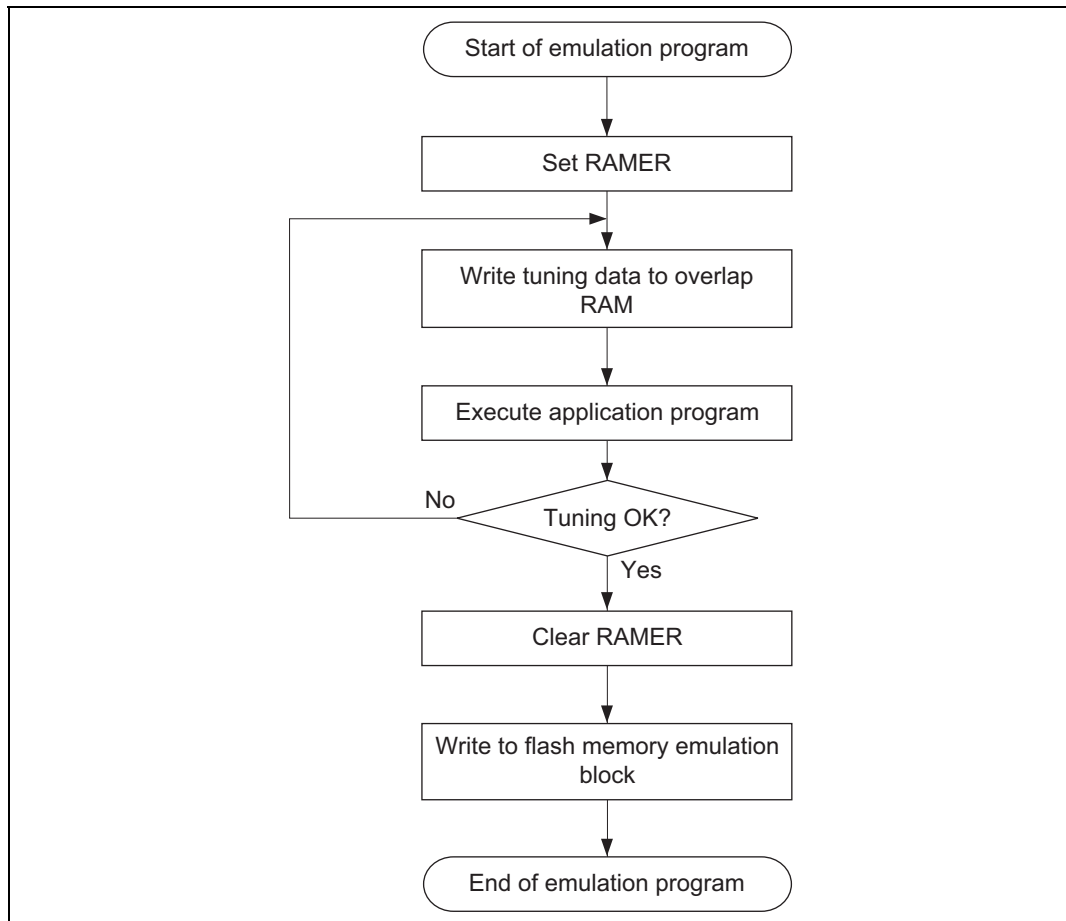 Start of emulation program
Set RAMER
Write tuning data to overlap
RAM
Execute application program
No
Tuning OK?
Yes
Clear RAMER
Write to flash memory emulation
block
End of emulation program